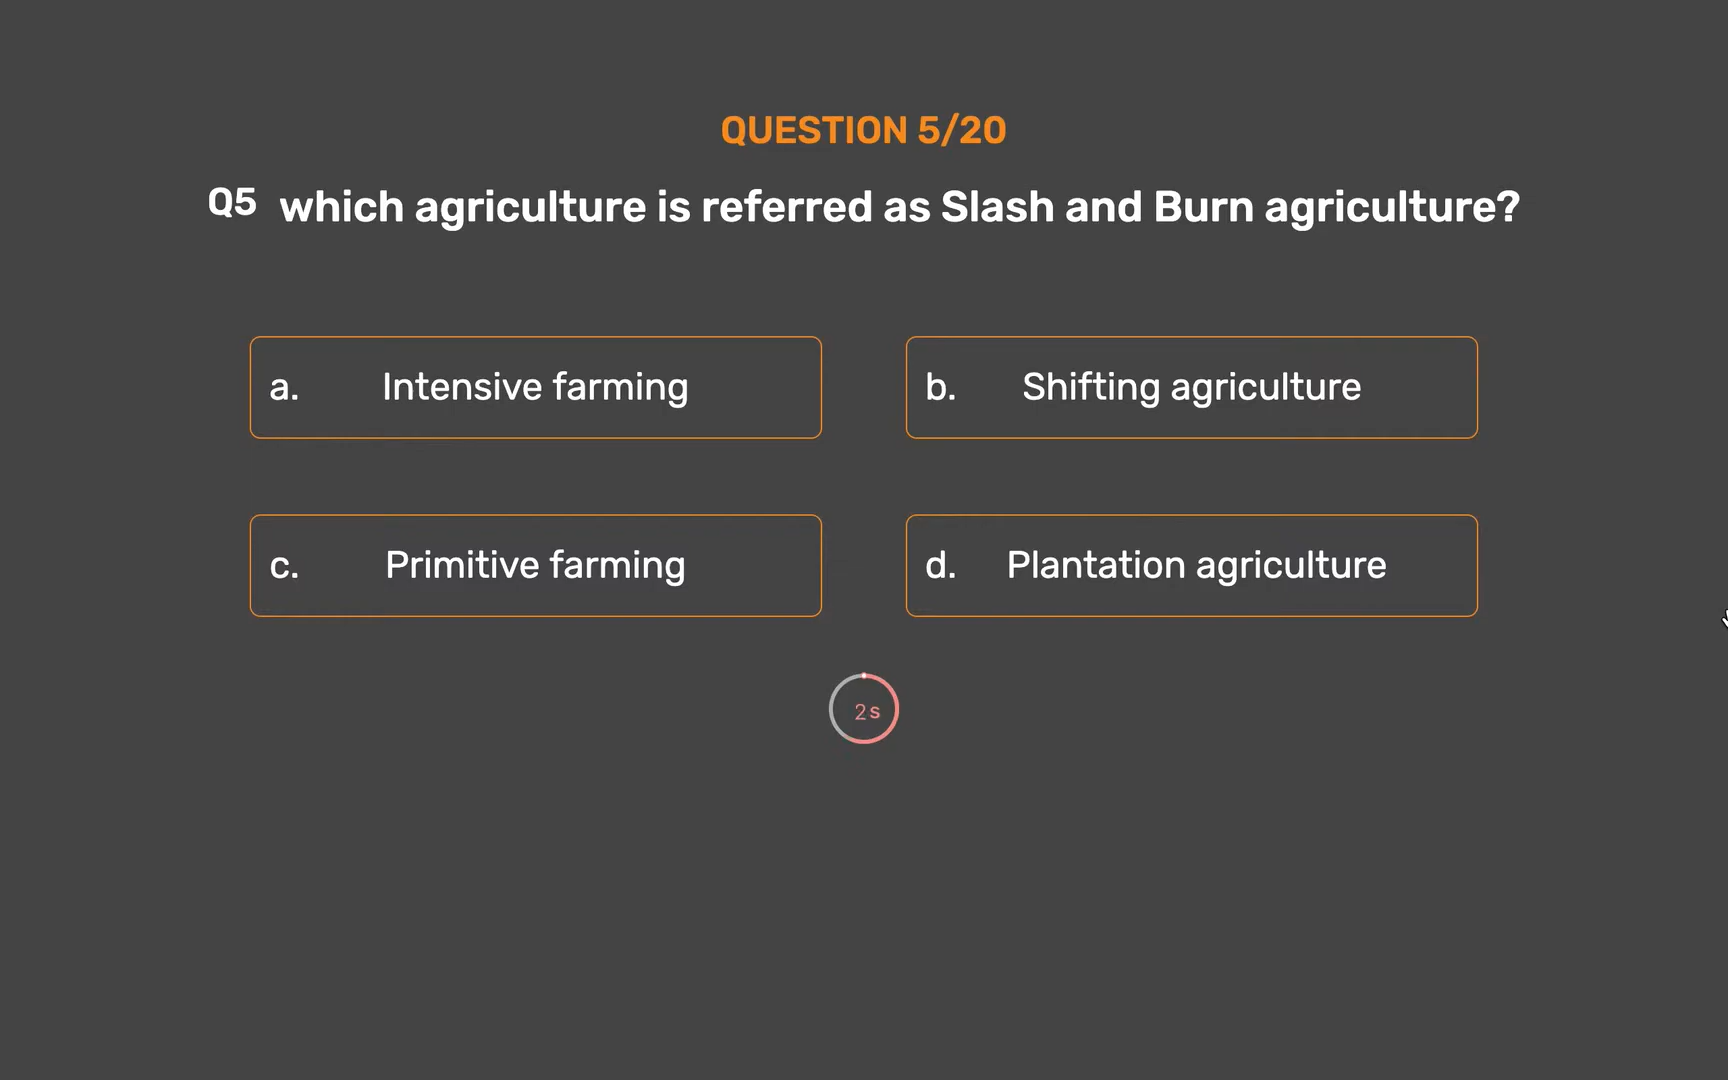 QUESTION 5/20
Q5 which agriculture is referred as Slash and Burn agriculture?
a. Intensive farming
b. Shifting agriculture
c. Primitive farming
d. Plantation agriculture
2s